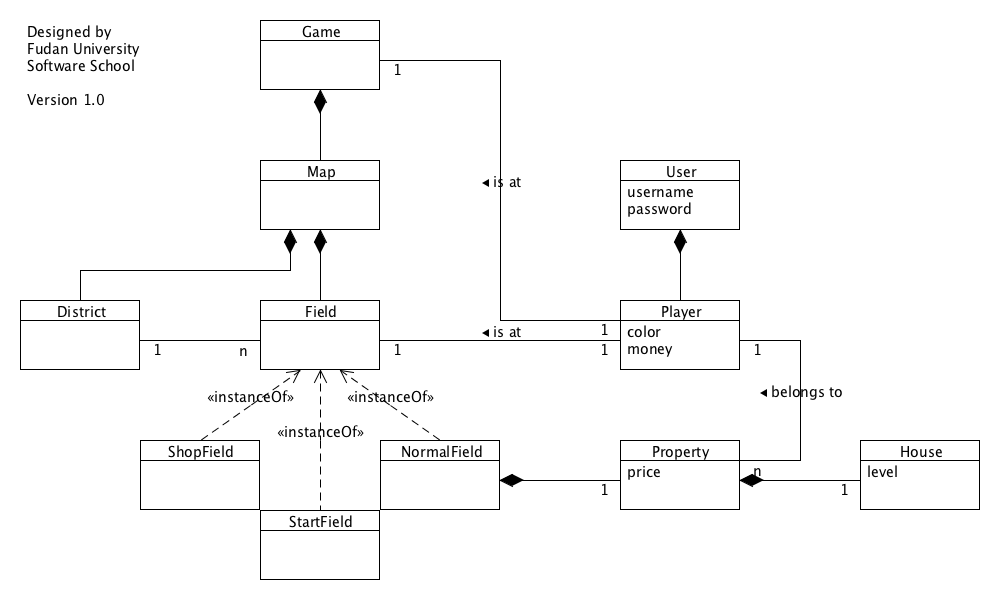 Designed by
Fudan University
Software School
Version 1.0
Game
1
Map
◄ is at
User
username
password
District
Field
Player
color
money
1
n
1
◄ is at
1
1
1
«instanceOf»
«instanceOf»
«instanceOf»
◄ belongs to
ShopField
NormalField
StartField
1
Property
price
n
1
House
level